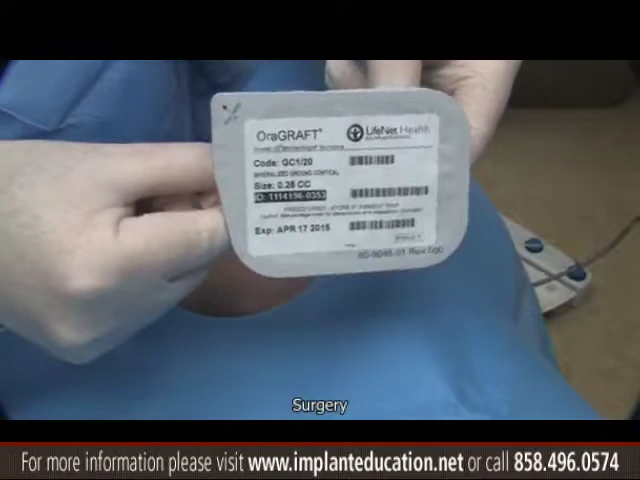 OraGRAFT®
LifeNet Health
Code: GC1/20
MINERALIZED GROUND CORTICAL
Size: 0.25 CC
ID: 1114196-0353
Exp: APR 17 2015
Surgery
For more information please visit www.implanteducation.net or call 858.496.0574